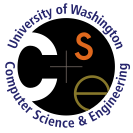 University of Washington
C s e
Computer Science & Engineering